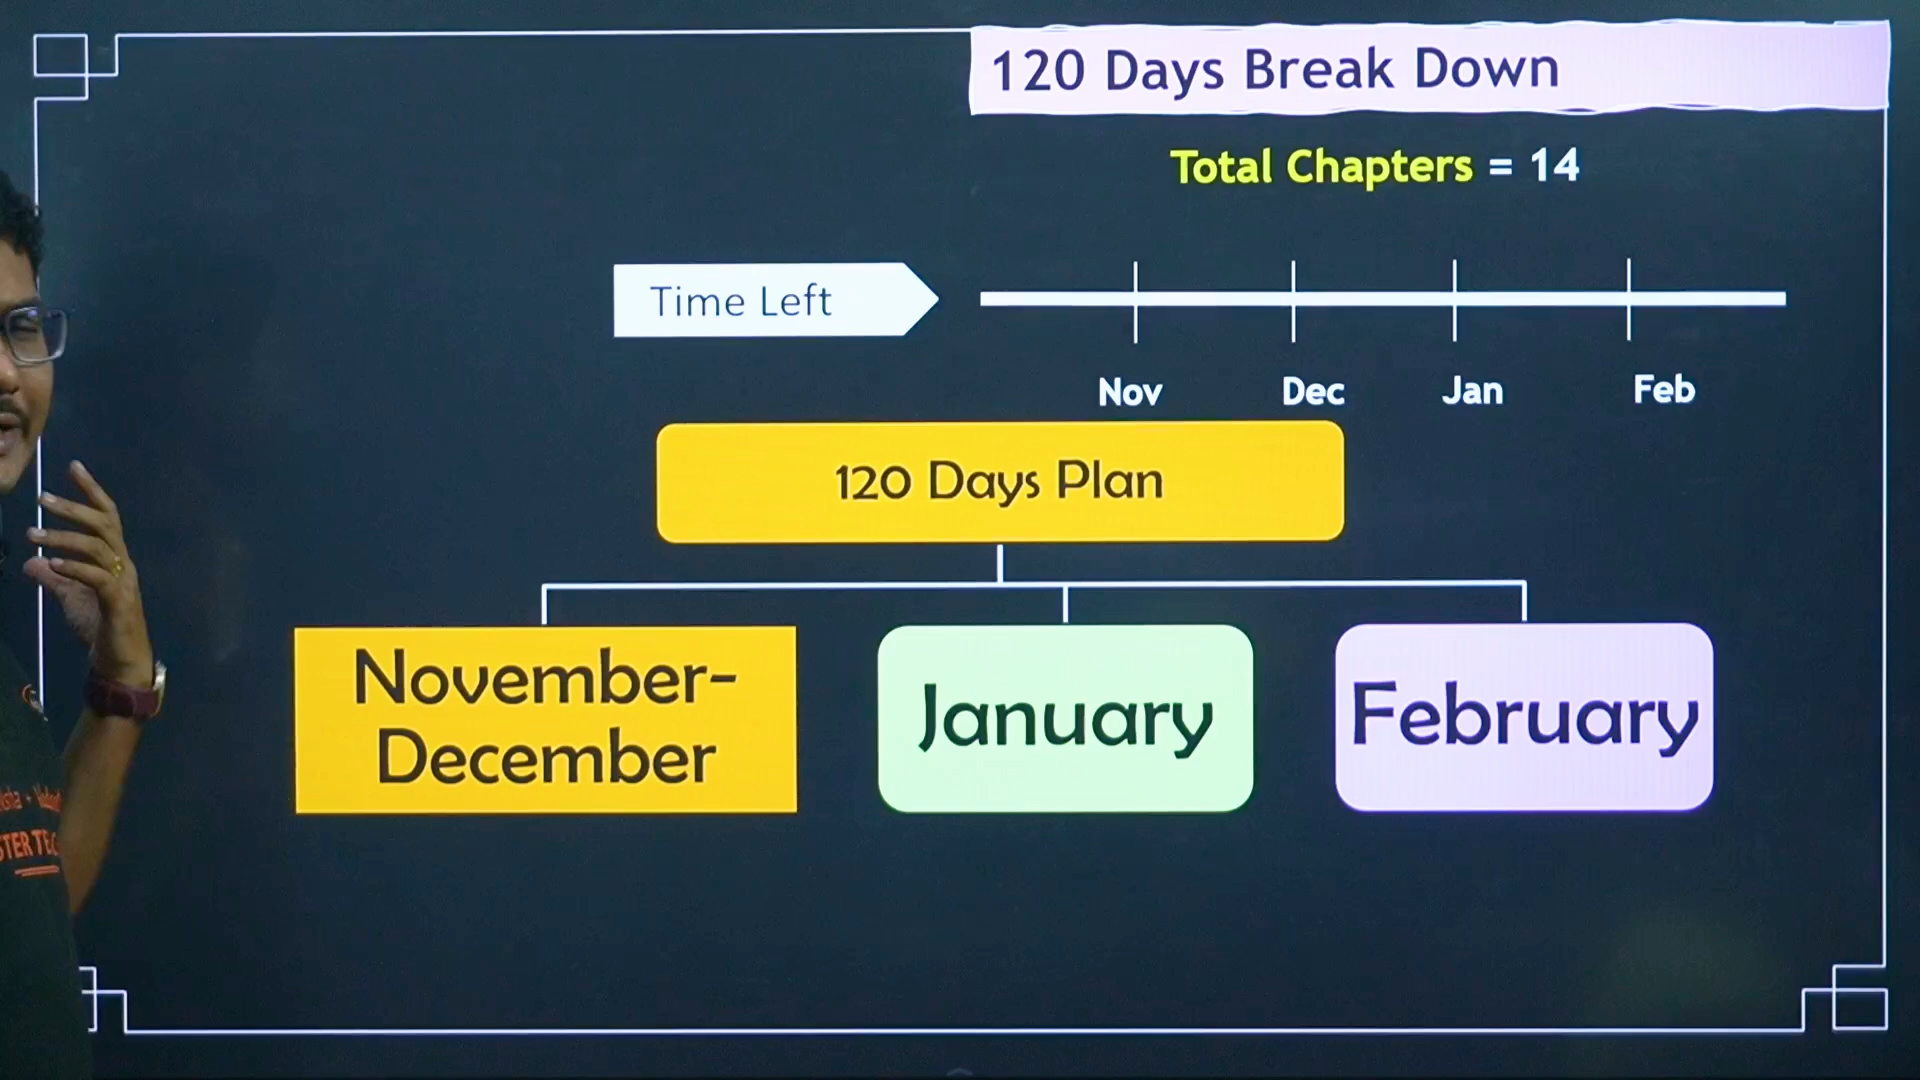 120 Days Break Down
Total Chapters = 14
Time Left
Nov Dec Jan Feb
120 Days Plan
November-
December
January
February